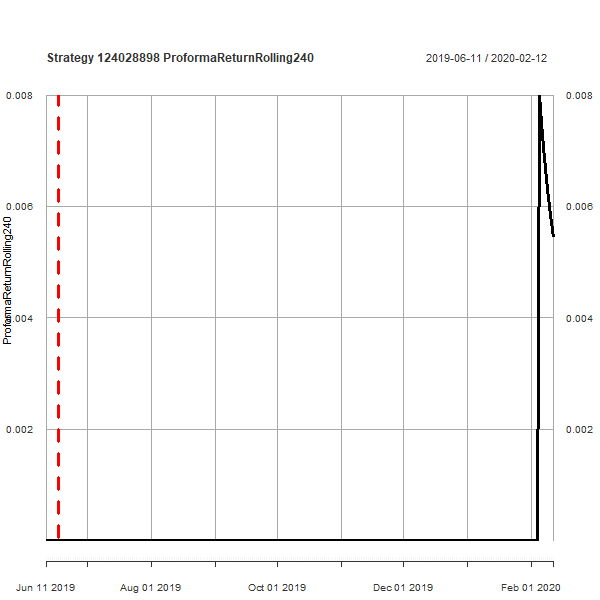 Strategy 124028898 ProformaReturnRolling240
2019-06-11 / 2020-02-12
0.008
0.008
0.006
0.006
ProformaReturnRolling240
0.004
0.004
0.002
0.002
Jun 11 2019
Aug 01 2019
Oct 01 2019
Dec 01 2019
Feb 01 2020